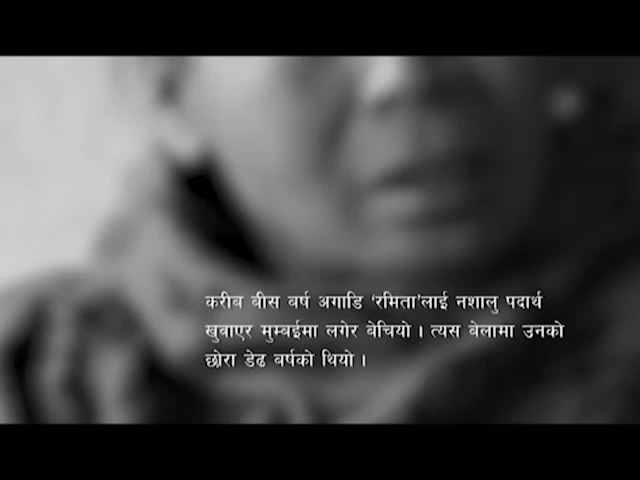 करीब बीस बर्ष अगाडि ‘रमिता’लाई नशालु पदार्थ
खुवाएर मुम्बईमा लगेर बेचियो । त्यस बेलामा उनको
छोरा डेढ बर्षको थियो ।